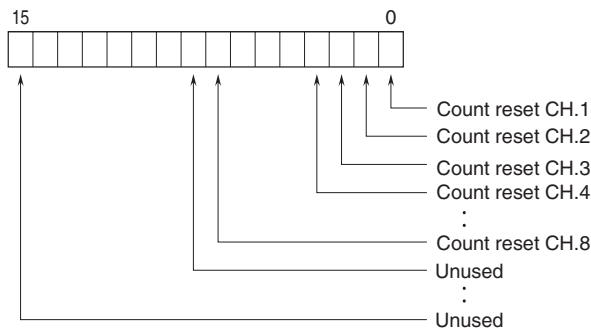 15 0
Count reset CH.1
Count reset CH.2
Count reset CH.3
Count reset CH.4
:
Count reset CH.8
Unused
:
Unused